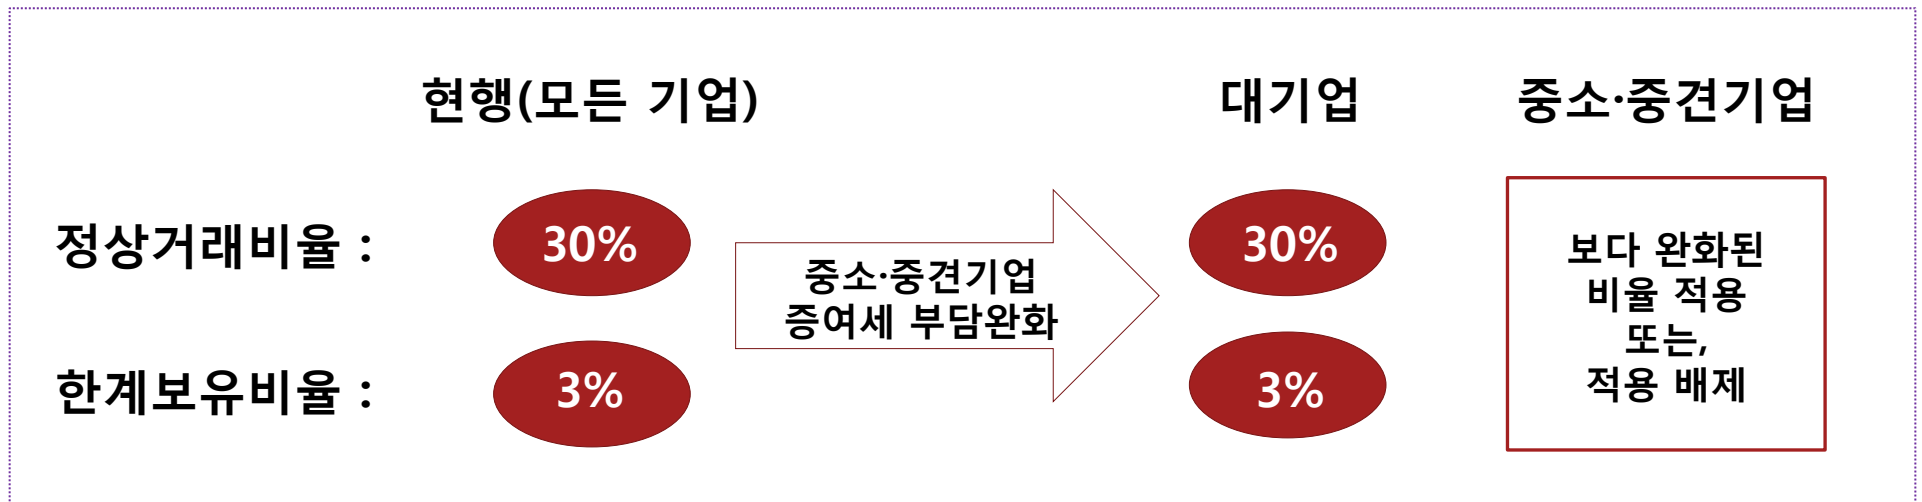 현행(모든 기업)
대기업
중소·중견기업
정상거래비율 :
30%
중소·중견기업
증여세 부담완화
30%
보다 완화된
비율 적용
또는,
적용 배제
한계보유비율 :
3%
3%